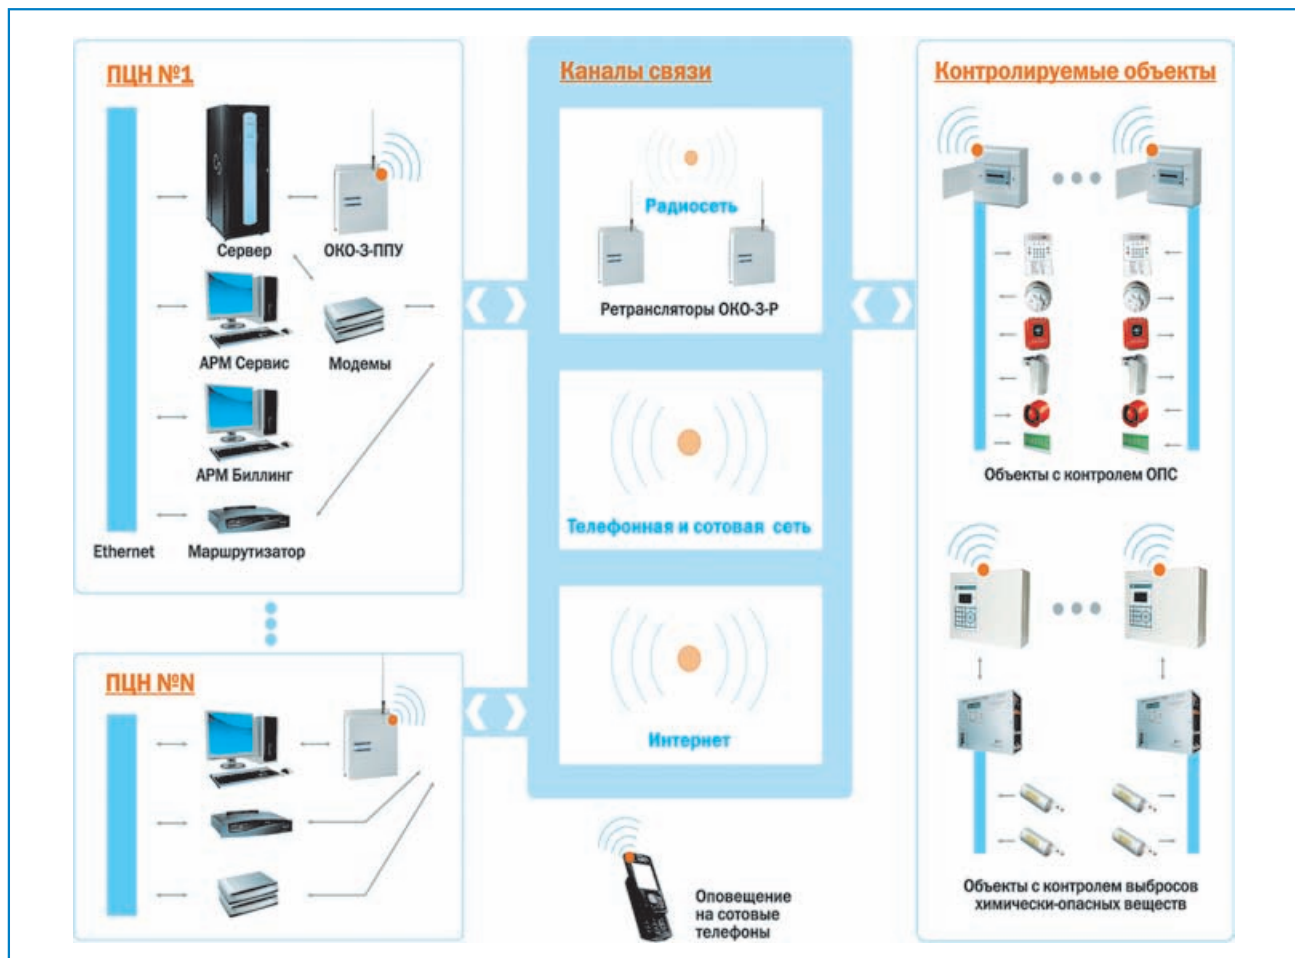 ПЦН №1
Сервер
ОКО-3-ППУ
АРМ Сервис
Модемы
АРМ Биллинг
Ethernet
Маршрутизатор
ПЦН №N
Каналы связи
Радиосеть
Ретрансляторы ОКО-3-Р
Телефонная и сотовая сеть
Интернет
Оповещение
на сотовые
телефоны
Контролируемые объекты
Объекты с контролем ОПС
Объекты с контролем выбросов
химически-опасных веществ